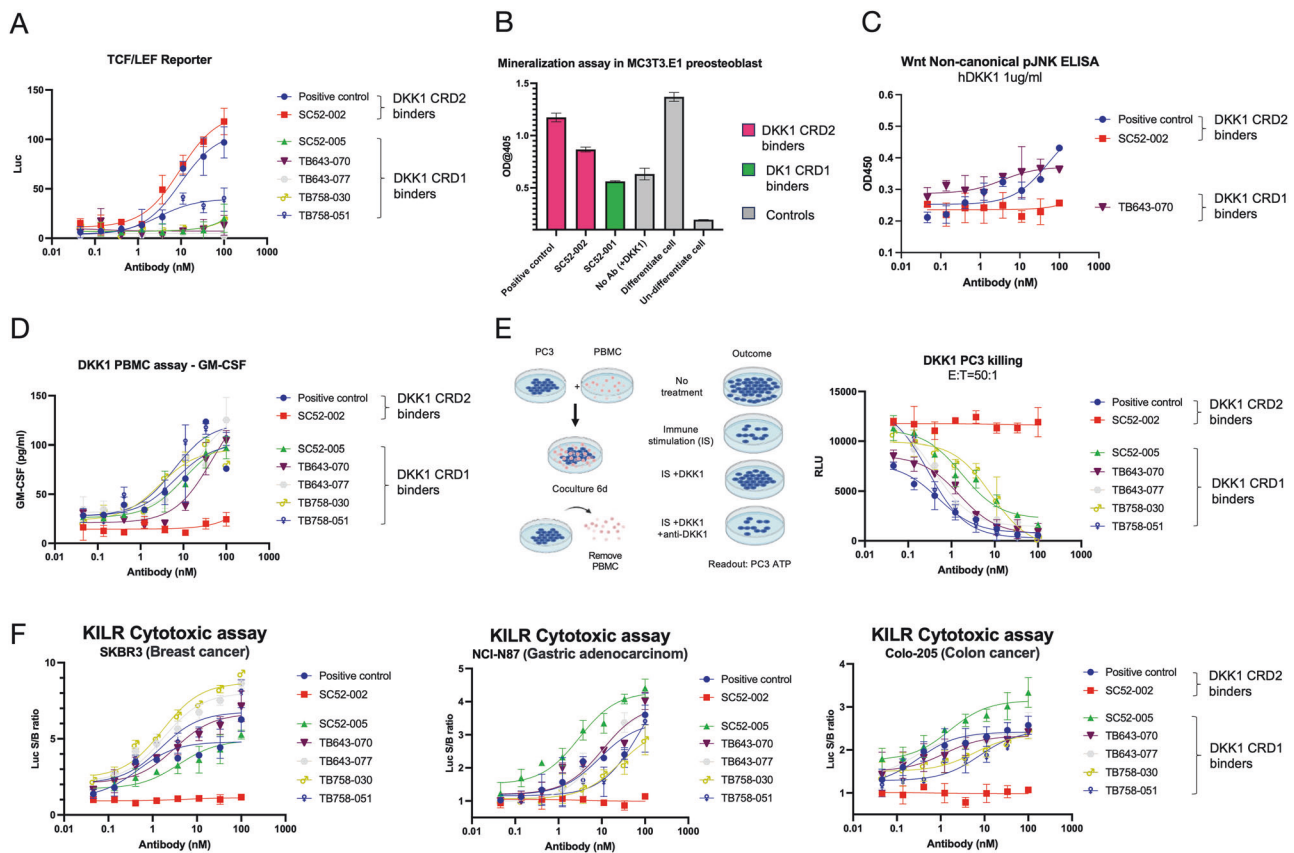 A
TCF/LEF Reporter
Luc
150
100
50
0
0.01
0.1
1
10
100
1000
Antibody (nM)
Positive control
SC52-002
DKK1 CRD2
binders
SC52-005
TB643-070
TB643-077
TB758-030
TB758-051
DKK1 CRD1
binders
B
Mineralization assay in MC3T3.E1 preosteoblast
OD@405
1.5
1.0
0.5
Positive control
SC52-002
SC52-001
No Ab (+DKK1)
Differentiate cell
Un-differentiate cell
DKK1 CRD2
binders
DK1 CRD1
binders
Controls
C
Wnt Non-canonical pJNK ELISA
hDKK1 1ug/ml
OD450
0.6
0.5
0.4
0.3
0.2
0.1
0.01
0.1
1
10
100
1000
Antibody (nM)
Positive control
SC52-002
DKK1 CRD2
binders
TB643-070
DKK1 CRD1
binders
D
DKK1 PBMC assay - GM-CSF
GM-CSF (pg/ml)
150
100
50
0
0.01
0.1
1
10
100
1000
Antibody (nM)
Positive control
SC52-002
DKK1 CRD2
binders
SC52-005
TB643-070
TB643-077
TB758-030
TB758-051
DKK1 CRD1
binders
E
PC3
PBMC
+
Coculture 6d
Remove
PBMC
Outcome
No
treatment
Immune
stimulation (IS)
IS +DKK1
IS +DKK1
+anti-DKK1
Readout: PC3 ATP
DKK1 PC3 killing
E:T=50:1
RLU
15000
10000
5000
0
0.01
0.1
1
10
100
1000
Antibody (nM)
Positive control
SC52-002
DKK1 CRD2
binders
SC52-005
TB643-070
TB643-077
TB758-030
TB758-051
DKK1 CRD1
binders
F
KILR Cytotoxic assay
SKBR3 (Breast cancer)
Luc S/B ratio
10
9
8
7
6
5
4
3
2
1
0
0.01
0.1
1
10
100
1000
Antibody (nM)
Positive control
SC52-002
SC52-005
TB643-070
TB643-077
TB758-030
TB758-051
KILR Cytotoxic assay
NCI-N87 (Gastric adenocarcinom)
Luc S/B ratio
5
4
3
2
1
0.01
0.1
1
10
100
1000
Antibody (nM)
Positive control
SC52-002
SC52-005
TB643-070
TB643-077
TB758-030
TB758-051
KILR Cytotoxic assay
Colo-205 (Colon cancer)
Luc S/B ratio
4
3
2
1
0
0.01
0.1
1
10
100
1000
Antibody (nM)
Positive control
SC52-002
DKK1 CRD2
binders
SC52-005
TB643-070
TB643-077
TB758-030
TB758-051
DKK1 CRD1
binders